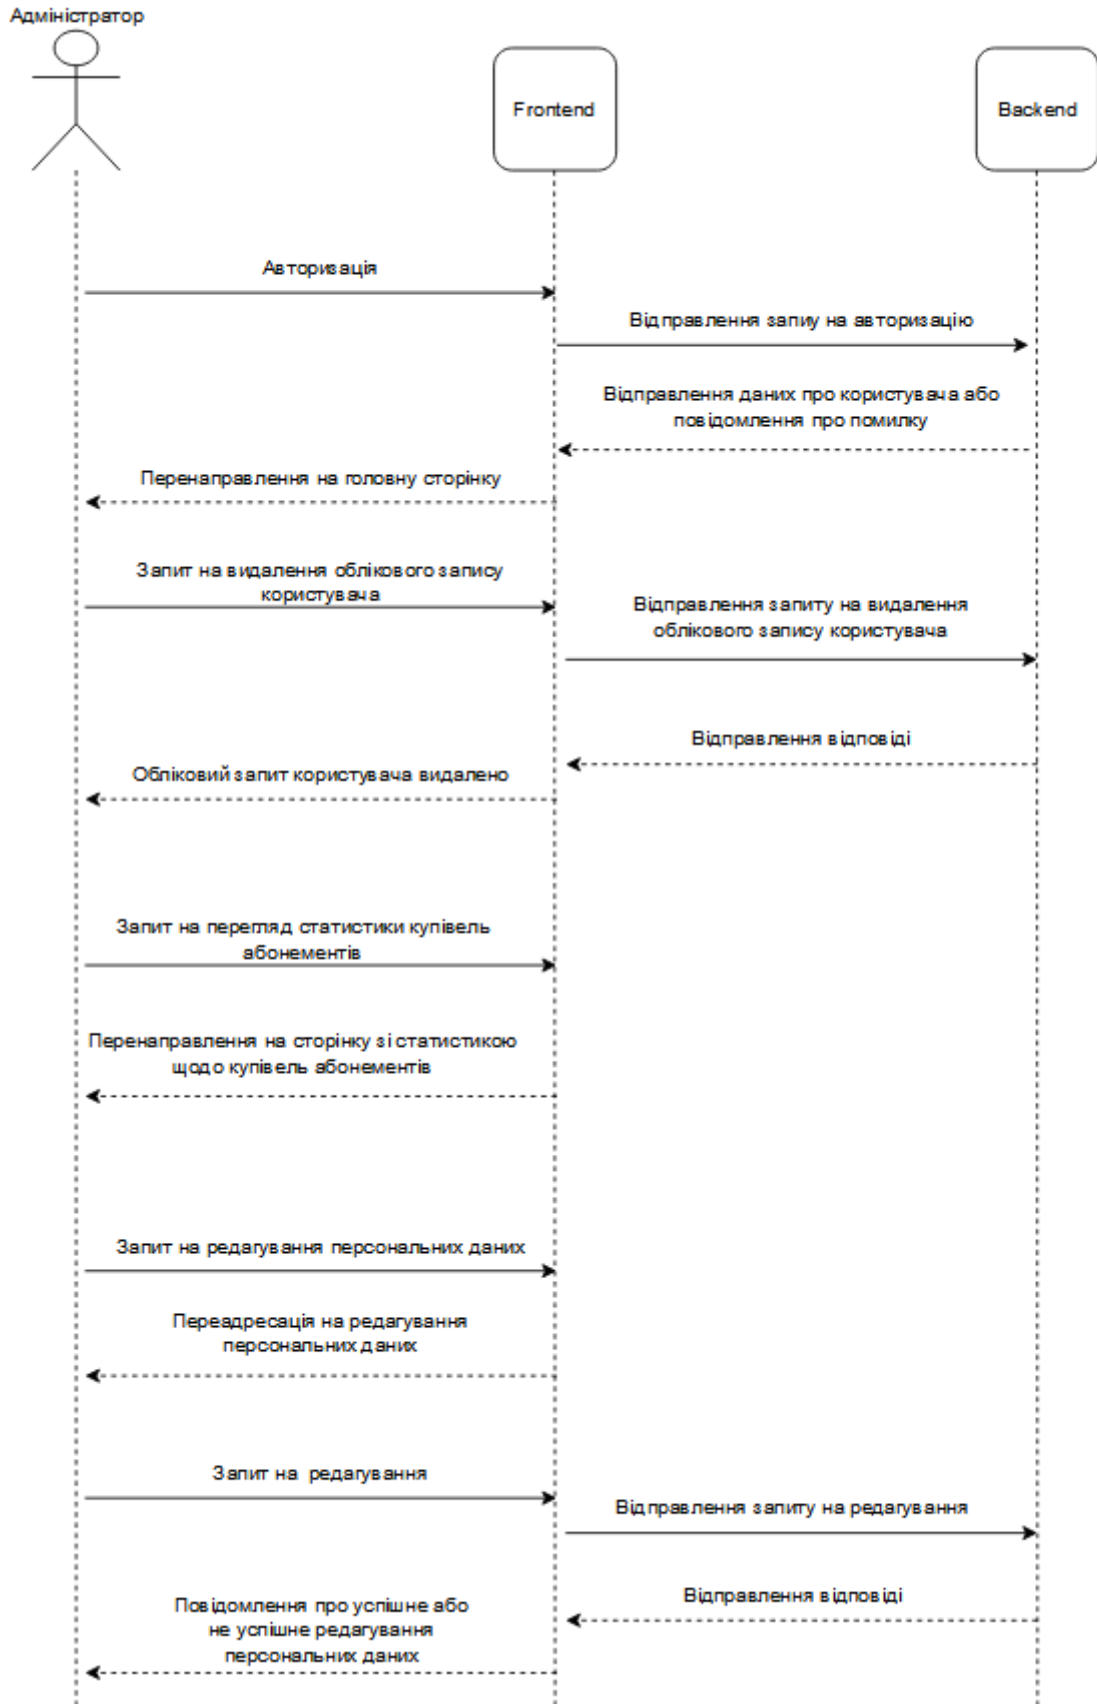 Адміністратор
Frontend
Backend
Авторизація
Відправлення запиу на авторизацію
Відправлення даних про користувача або
повідомлення про помилку
Перенаправлення на головну сторінку
Запит на видалення облікового запису
користувача
Відправлення запиту на видалення
облікового запису користувача
Відправлення відповіді
Обліковий запит користувача видалено
Запит на перегляд статистики купівель
абонементів
Перенаправлення на сторінку зі статистикою
щодо купівель абонементів
Запит на редагування персональних даних
Переадресація на редагування
персональних даних
Запит на редагування
Відправлення запиту на редагування
Відправлення відповіді
Повідомлення про успішне або
не успішне редагування
персональних даних